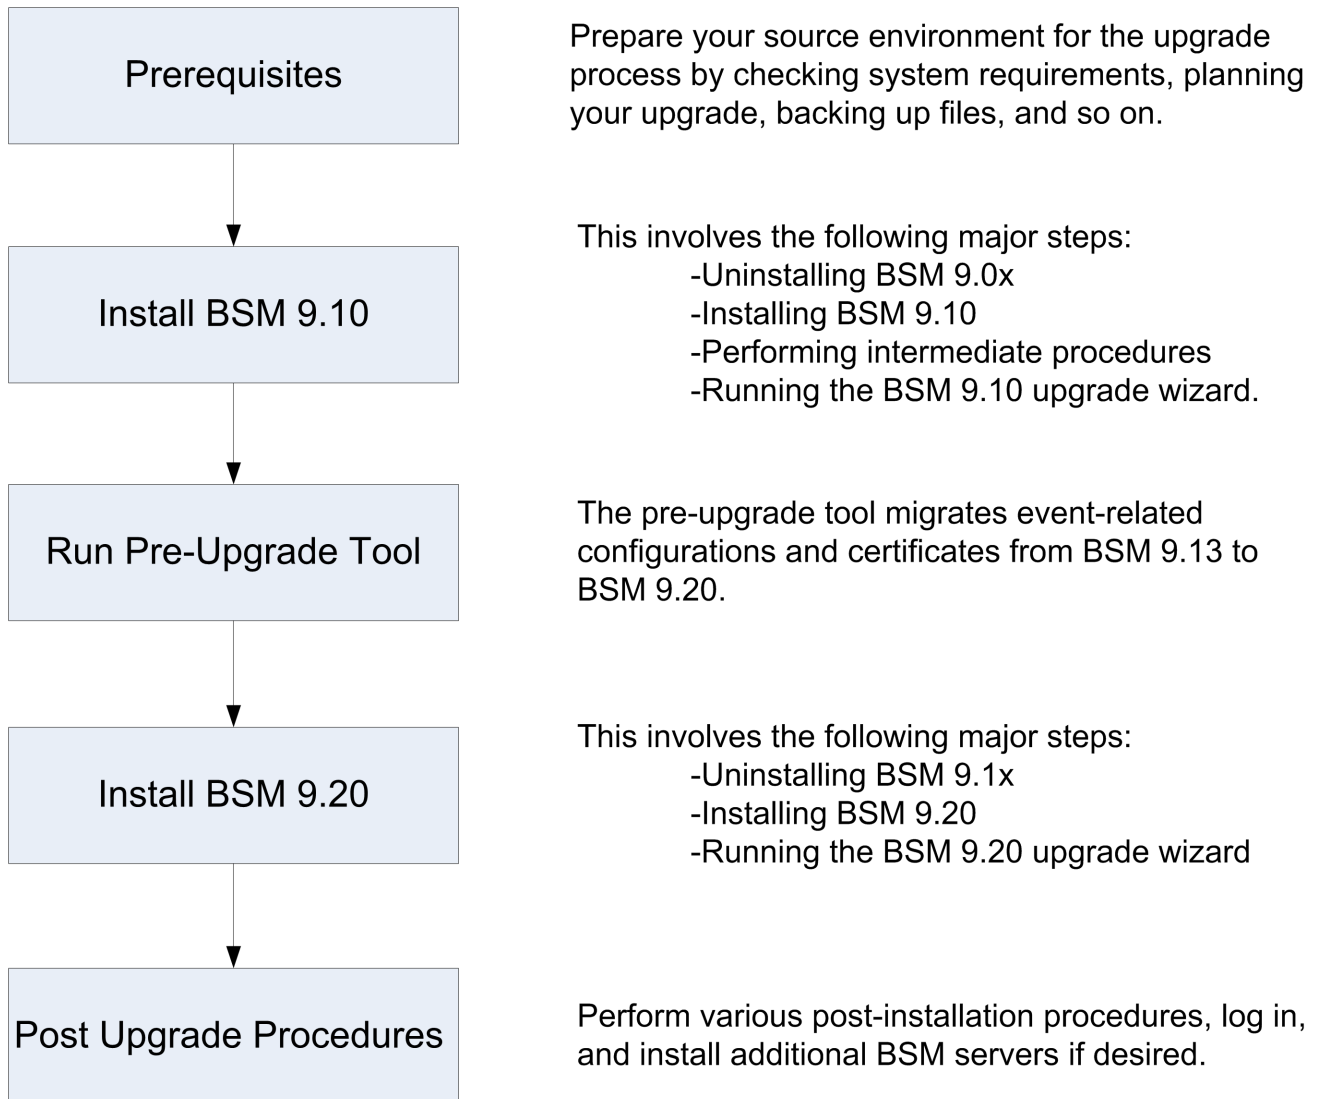 Prerequisites
Prepare your source environment for the upgrade
process by checking system requirements, planning
your upgrade, backing up files, and so on.
Install BSM 9.10
This involves the following major steps:
-Uninstalling BSM 9.0x
-Installing BSM 9.10
-Performing intermediate procedures
-Running the BSM 9.10 upgrade wizard.
Run Pre-Upgrade Tool
The pre-upgrade tool migrates event-related
configurations and certificates from BSM 9.13 to
BSM 9.20.
Install BSM 9.20
This involves the following major steps:
-Uninstalling BSM 9.1x
-Installing BSM 9.20
-Running the BSM 9.20 upgrade wizard
Post Upgrade Procedures
Perform various post-installation procedures, log in,
and install additional BSM servers if desired.